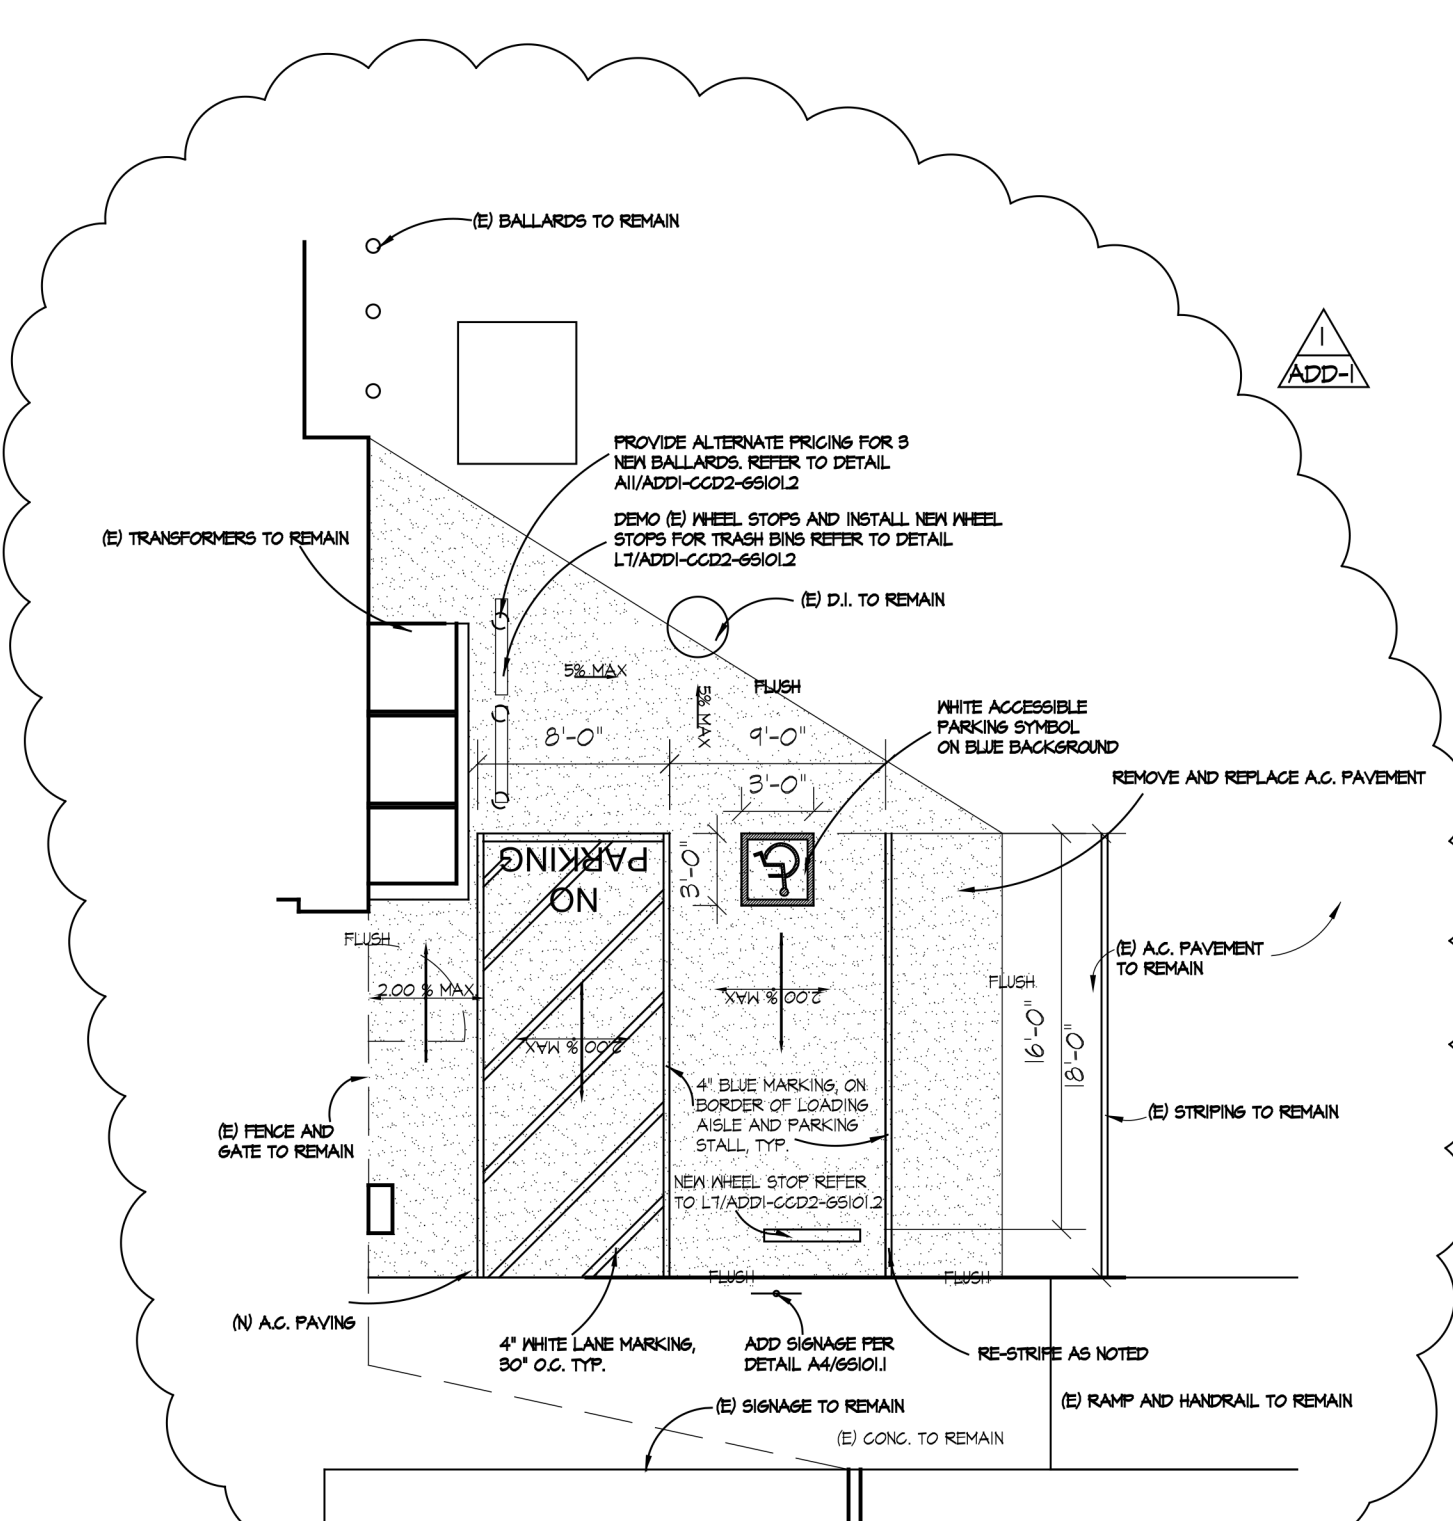 (E) BALLARDS TO REMAIN
1
ADD-1
PROVIDE ALTERNATE PRICING FOR 3
NEW BALLARDS. REFER TO DETAIL
A11/ADD1-CCD2-GS101.2
DEMO (E) WHEEL STOPS AND INSTALL NEW WHEEL
STOPS FOR TRASH BINS REFER TO DETAIL
L7/ADD1-CCD2-GS101.2
(E) TRANSFORMERS TO REMAIN
(E) D.I. TO REMAIN
5% MAX
FLUSH
5% MAX
WHITE ACCESSIBLE
PARKING SYMBOL
ON BLUE BACKGROUND
8'-0"
9'-0"
3'-0"
REMOVE AND REPLACE A.C. PAVEMENT
NO
PARKING
3'-0"
FLUSH
2.00 % MAX
2.00 % MAX
2.00 % MAX
FLUSH
(E) A.C. PAVEMENT
TO REMAIN
16'-0"
18'-0"
4" BLUE MARKING, ON
BORDER OF LOADING
AISLE AND PARKING
STALL, TYP.
(E) STRIPING TO REMAIN
(E) FENCE AND
GATE TO REMAIN
NEW WHEEL STOP REFER
TO L7/ADD1-CCD2-GS101.2
FLUSH
FLUSH
(N) A.C. PAVING
4" WHITE LANE MARKING,
30" O.C. TYP.
ADD SIGNAGE PER
DETAIL A4/GS101.1
RE-STRIPE AS NOTED
(E) SIGNAGE TO REMAIN
(E) RAMP AND HANDRAIL TO REMAIN
(E) CONC. TO REMAIN